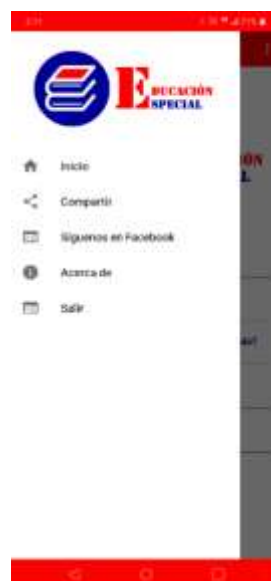 EDUCACIÓN
ESPECIAL
Inicio
Compartir
Síguenos en Facebook
Acerca de
Salir